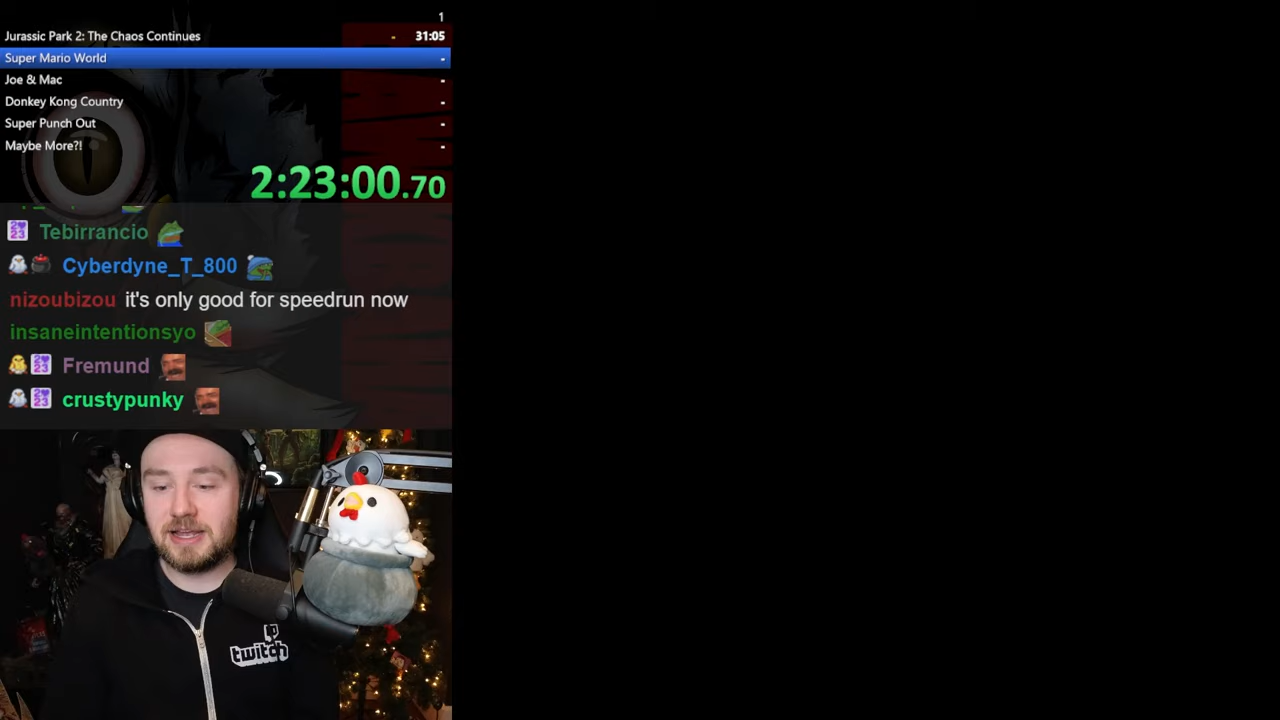 1
Jurassic Park 2: The Chaos Continues - 31:05
Super Mario World -
Joe & Mac -
Donkey Kong Country -
Super Punch Out -
Maybe More?! -
2:23:00.70
Tebirrancio
Cyberdyne_T_800
nizoubizou it's only good for speedrun now
insaneintentionsyo
Fremund
crustypunky
twitch